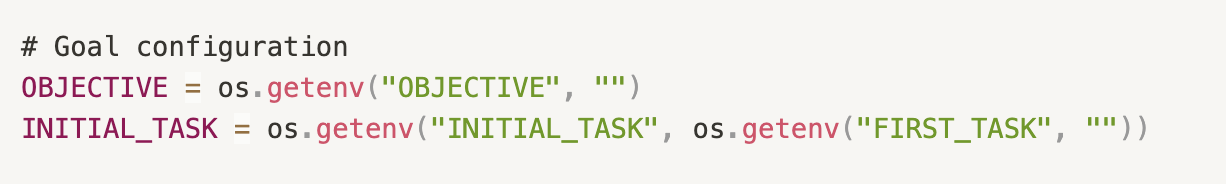 # Goal configuration
OBJECTIVE = os.getenv("OBJECTIVE", "")
INITIAL_TASK = os.getenv("INITIAL_TASK", os.getenv("FIRST_TASK", ""))